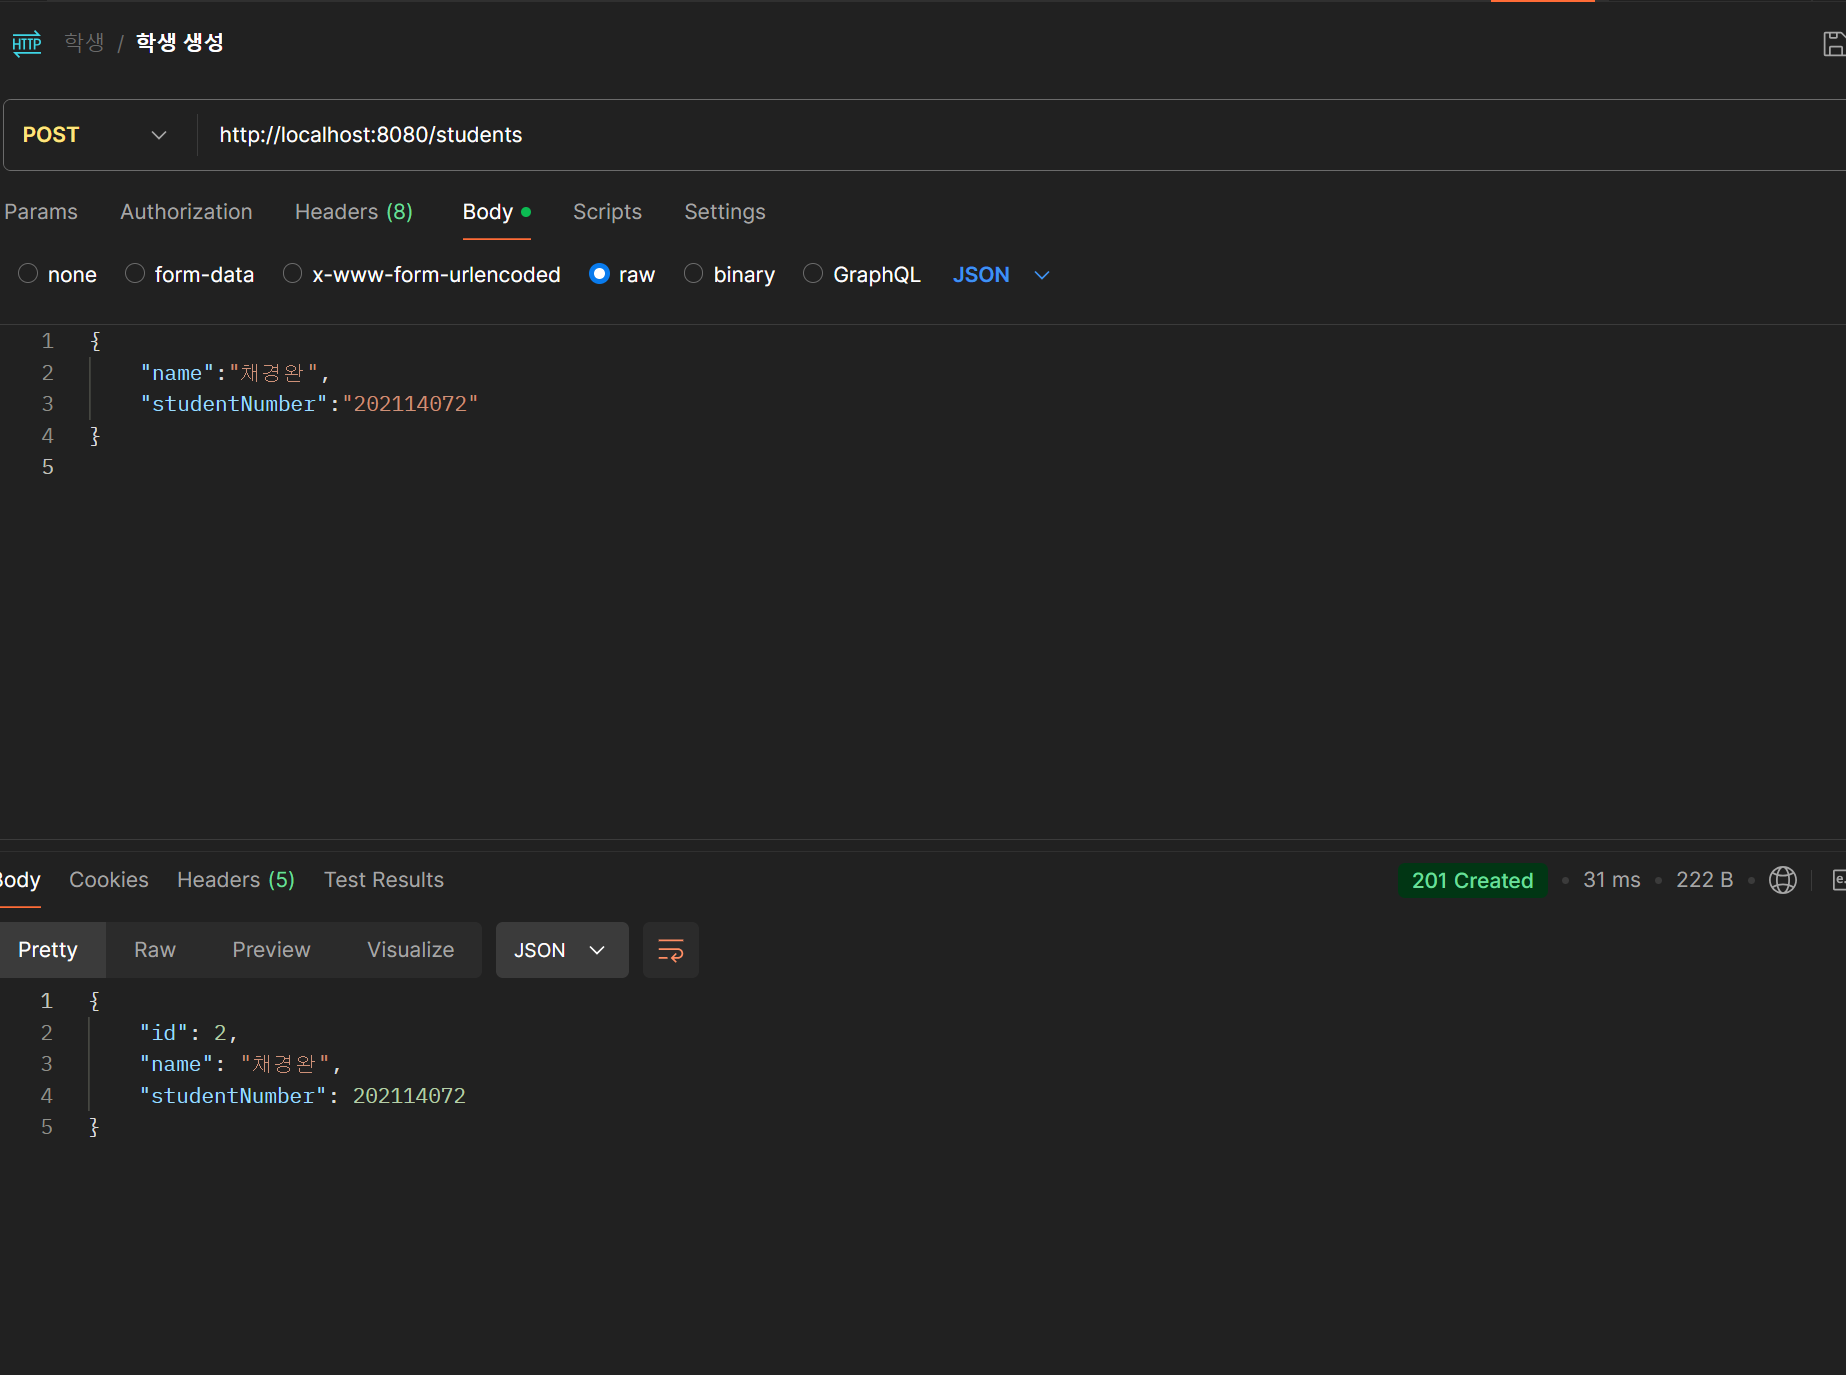 HTTP 학생 / 학생 생성
POST http://localhost:8080/students
Params Authorization Headers (8) Body Scripts Settings
none form-data x-www-form-urlencoded raw binary GraphQL JSON
1 {
2 "name":"채경완",
3 "studentNumber":"202114072"
4 }
5
Body Cookies Headers (5) Test Results 201 Created • 31 ms • 222 B •
Pretty Raw Preview Visualize JSON
1 {
2 "id": 2,
3 "name": "채경완",
4 "studentNumber": 202114072
5 }